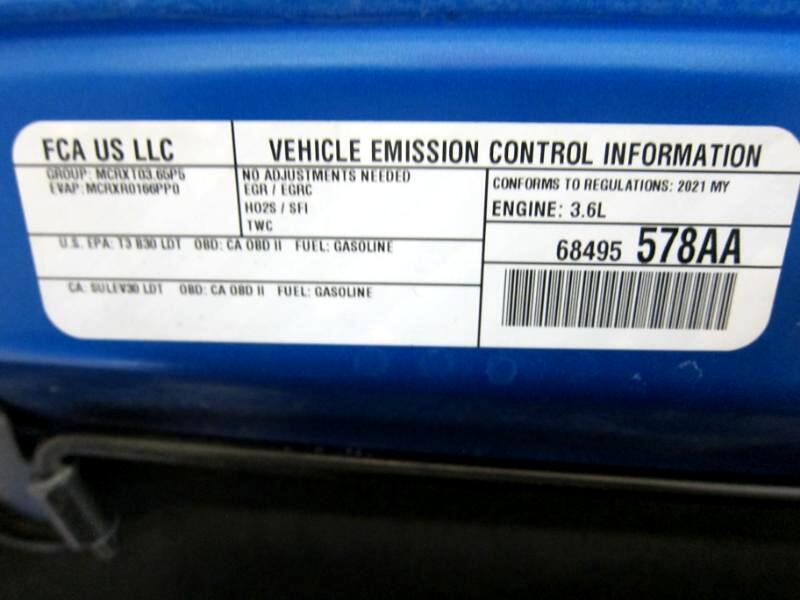 FCA US LLC
VEHICLE EMISSION CONTROL INFORMATION
GROUP: MCRXT03.65P5
EVAP: MCRXR0166PP0
NO ADJUSTMENTS NEEDED
EGR / EGRC
HO2S / SFI
TWC
CONFORMS TO REGULATIONS: 2021 MY
ENGINE: 3.6L
U.S. EPA: T3 B30 LDT OBD: CA OBD II FUEL: GASOLINE
68495 578AA
CA: SULEV30 LDT OBD: CA OBD II FUEL: GASOLINE